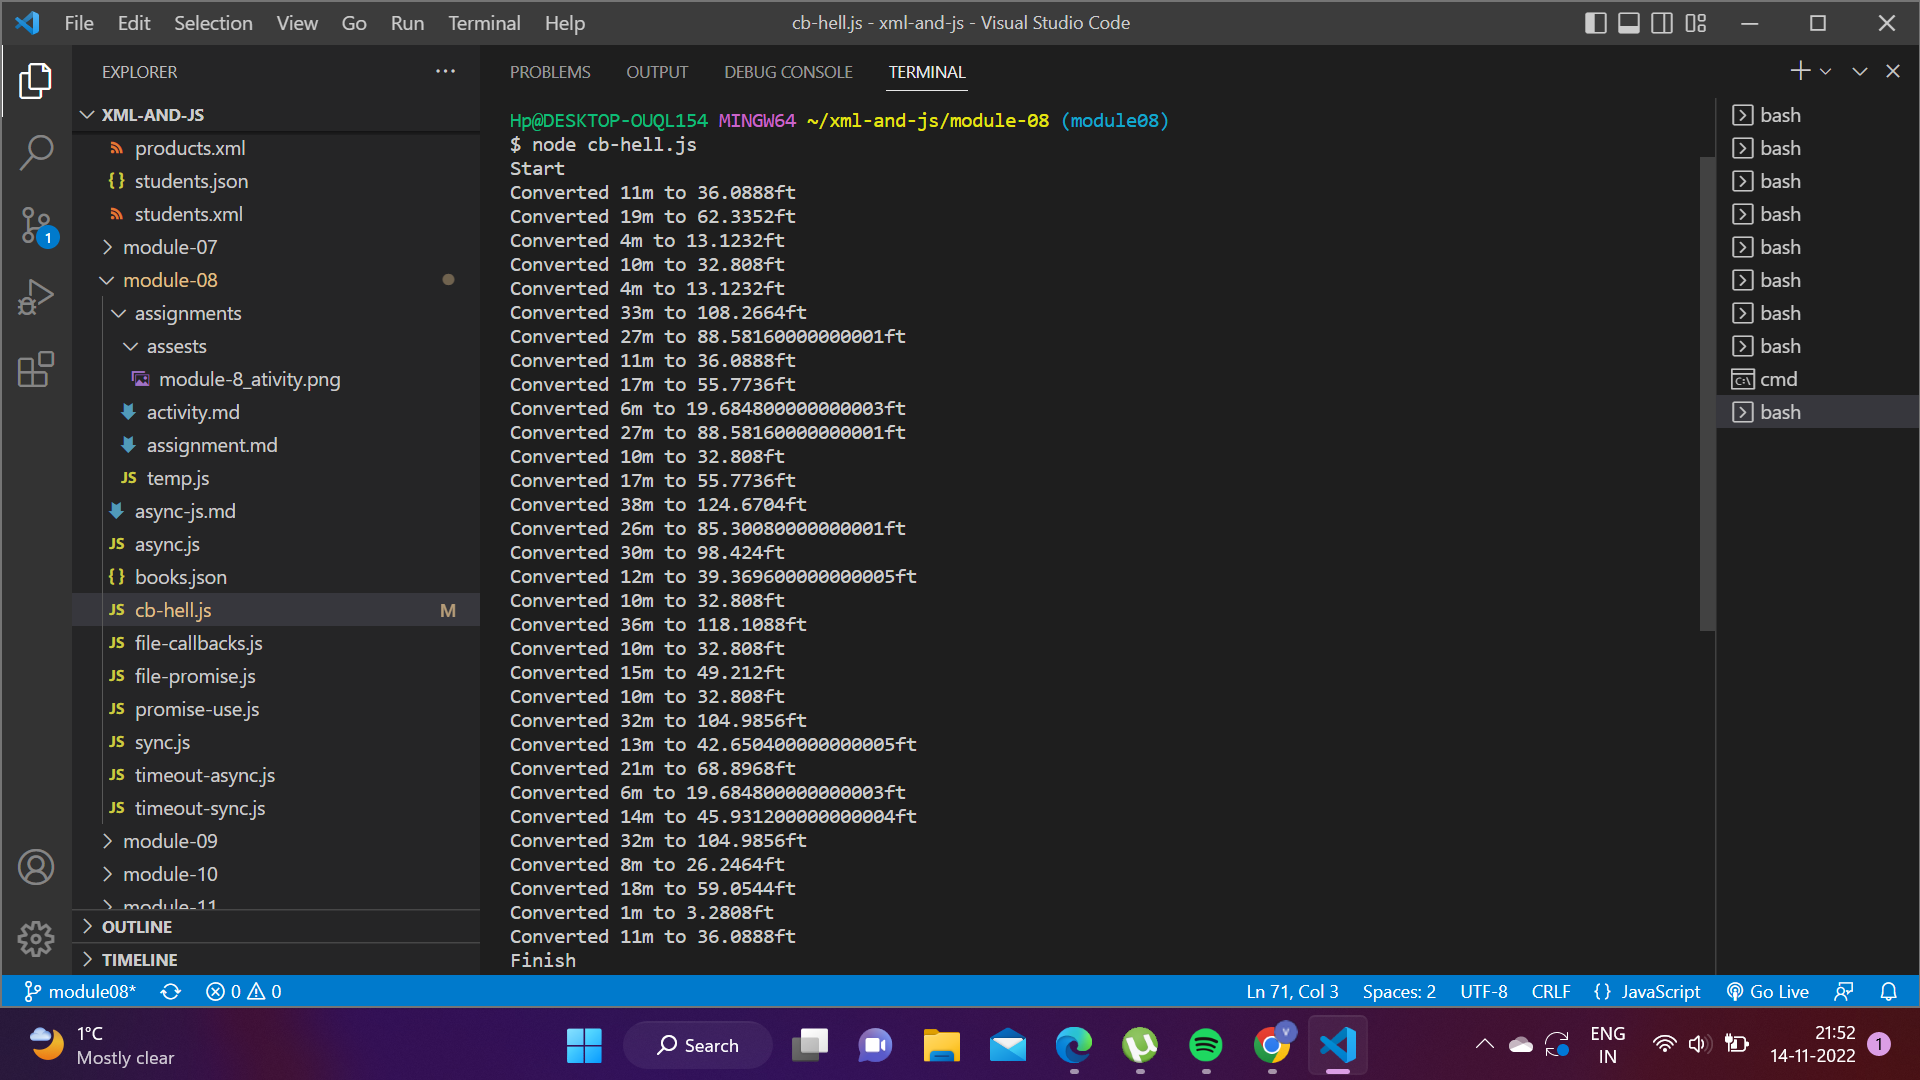 File Edit Selection View Go Run Terminal Help
cb-hell.js - xml-and-js - Visual Studio Code
EXPLORER
XML-AND-JS
products.xml
{} students.json
students.xml
module-07
module-08
assignments
assests
module-8_ativity.png
activity.md
assignment.md
JS temp.js
async-js.md
JS async.js
{} books.json
JS cb-hell.js M
JS file-callbacks.js
JS file-promise.js
JS promise-use.js
JS sync.js
JS timeout-async.js
JS timeout-sync.js
module-09
module-10
module-11
OUTLINE
TIMELINE
1
PROBLEMS OUTPUT DEBUG CONSOLE TERMINAL
Hp@DESKTOP-OUQL154 MINGW64 ~/xml-and-js/module-08 (module08)
$ node cb-hell.js
Start
Converted 11m to 36.0888ft
Converted 19m to 62.3352ft
Converted 4m to 13.1232ft
Converted 10m to 32.808ft
Converted 4m to 13.1232ft
Converted 33m to 108.2664ft
Converted 27m to 88.58160000000001ft
Converted 11m to 36.0888ft
Converted 17m to 55.7736ft
Converted 6m to 19.684800000000003ft
Converted 27m to 88.58160000000001ft
Converted 10m to 32.808ft
Converted 17m to 55.7736ft
Converted 38m to 124.6704ft
Converted 26m to 85.30080000000001ft
Converted 30m to 98.424ft
Converted 12m to 39.369600000000005ft
Converted 10m to 32.808ft
Converted 36m to 118.1088ft
Converted 10m to 32.808ft
Converted 15m to 49.212ft
Converted 10m to 32.808ft
Converted 32m to 104.9856ft
Converted 13m to 42.650400000000005ft
Converted 21m to 68.8968ft
Converted 6m to 19.684800000000003ft
Converted 14m to 45.931200000000004ft
Converted 32m to 104.9856ft
Converted 8m to 26.2464ft
Converted 18m to 59.0544ft
Converted 1m to 3.2808ft
Converted 11m to 36.0888ft
Finish
bash
bash
bash
bash
bash
bash
bash
bash
cmd
bash
module08* 0 0
Ln 71, Col 3 Spaces: 2 UTF-8 CRLF {} JavaScript Go Live
1°C
Mostly clear
Search
V
ENG
IN
21:52
14-11-2022
1